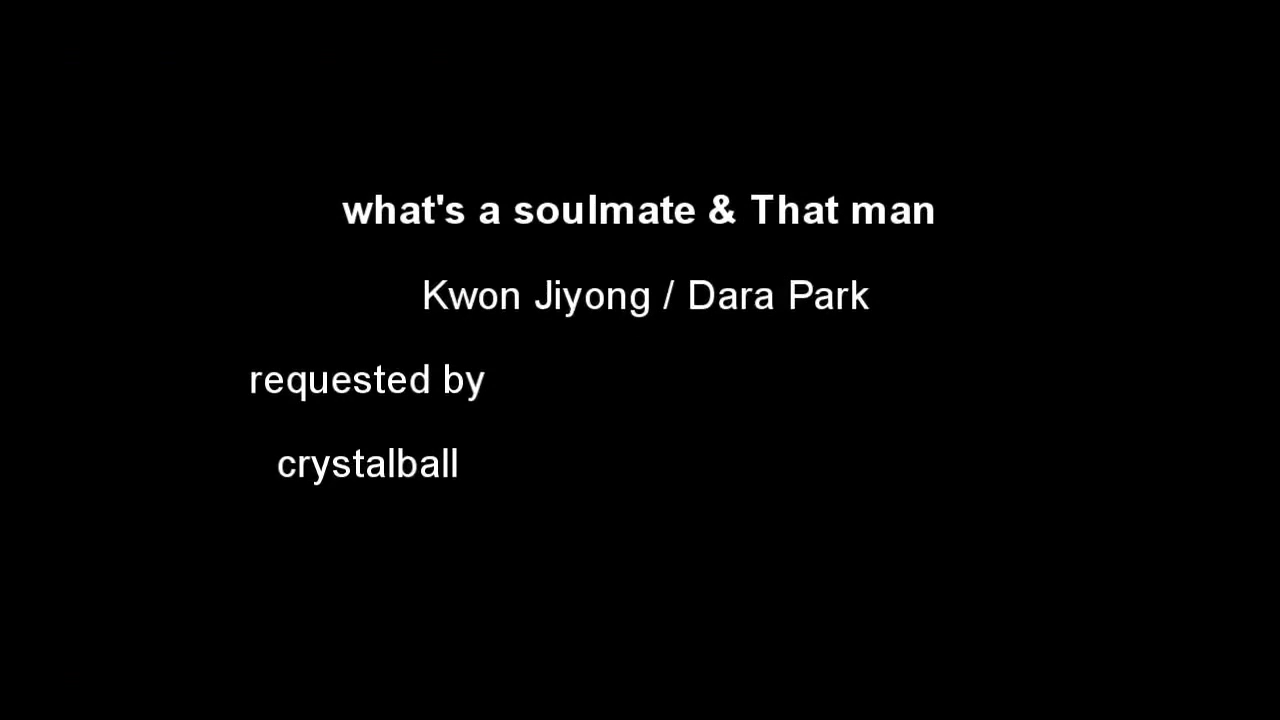 what's a soulmate & That man
Kwon Jiyong / Dara Park
requested by
crystalball